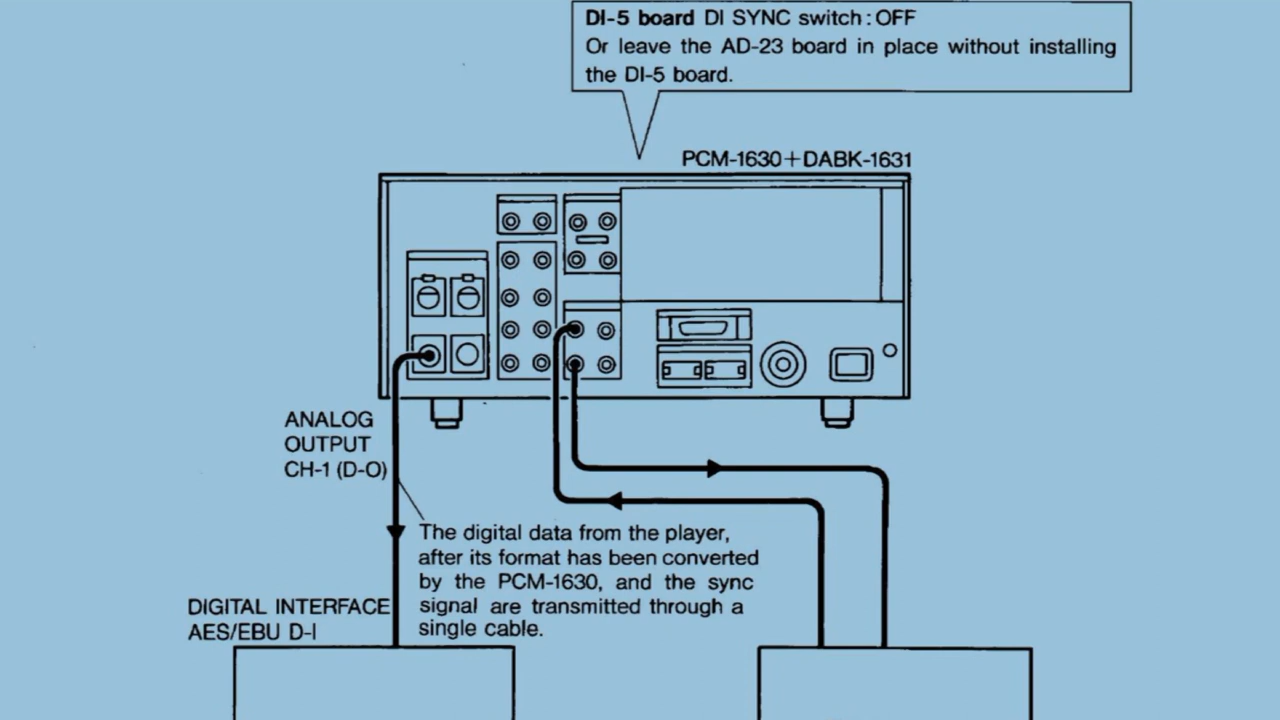 DI-5 board DI SYNC switch : OFF
Or leave the AD-23 board in place without installing
the DI-5 board.
PCM-1630+DABK-1631
ANALOG
OUTPUT
CH-1 (D-O)
The digital data from the player,
after its format has been converted
by the PCM-1630, and the sync
signal are transmitted through a
single cable.
DIGITAL INTERFACE
AES/EBU D-I